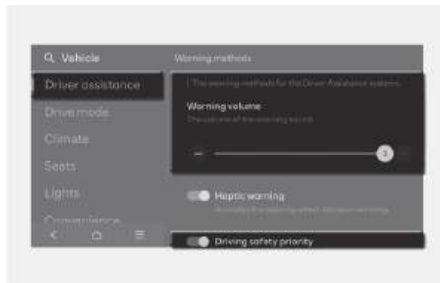 Vehicle
Driver assistance
Drive mode
Climate
Seats
Lights
Convenience
Warning methods
The warning methods for the Driver Assistance systems.
Warning volume
The volume of the warning sound
3
Haptic warning
Driving safety priority